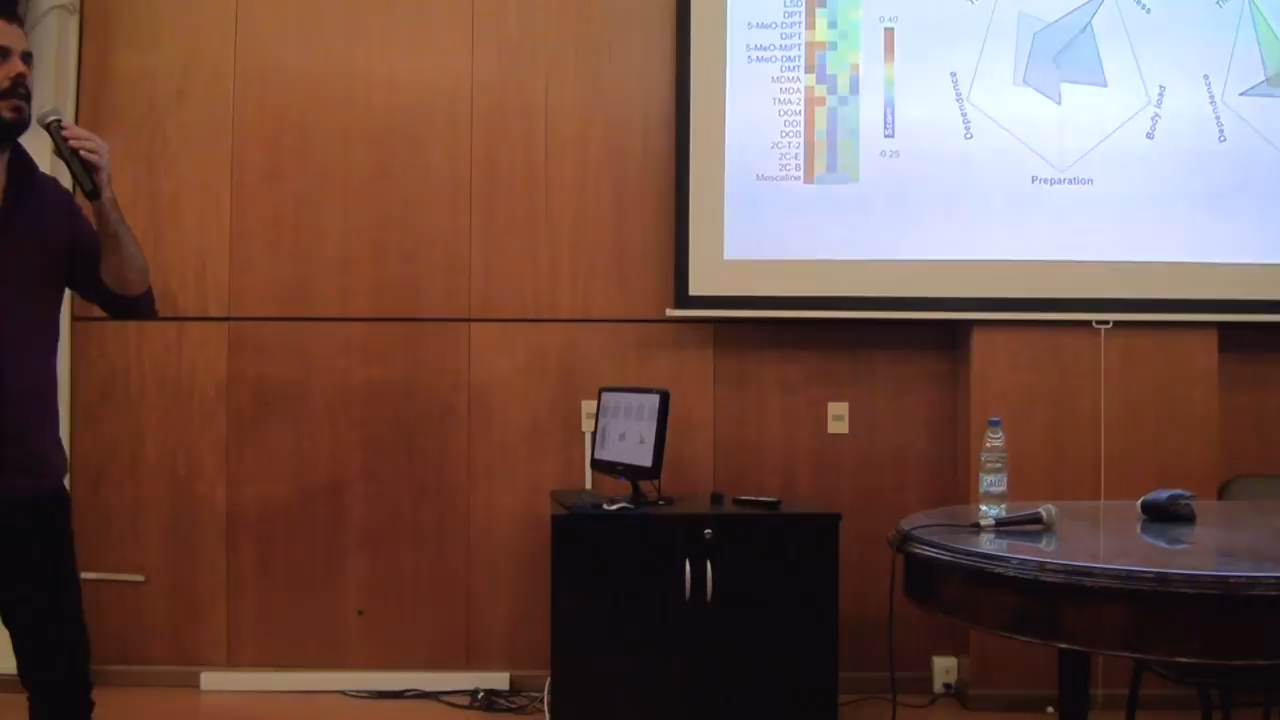 LSD
DPT
5-MeO-DiPT
DiPT
5-MeO-MiPT
5-MeO-DMT
DMT
MDMA
MDA
TMA-2
DOM
DOI
DOB
2C-T-2
2C-E
2C-B
Mescaline
0.40
Score
-0.25
Dependence
Body load
Preparation
Dependence